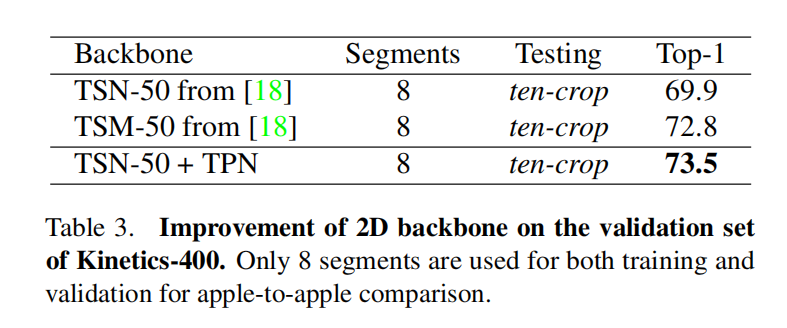 Backbone Segments Testing Top-1
TSN-50 from [18] 8 ten-crop 69.9
TSM-50 from [18] 8 ten-crop 72.8
TSN-50 + TPN 8 ten-crop 73.5
Table 3. Improvement of 2D backbone on the validation set
of Kinetics-400. Only 8 segments are used for both training and
validation for apple-to-apple comparison.